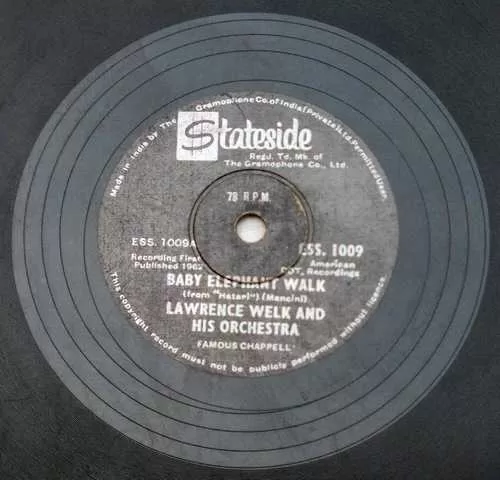 Made in India by The Gramophone Co. of India (Private) Ltd. Permitted User.
Stateside
Regd. Td. Mk. of
The Gramophone Co., Ltd.
78 R.P.M.
ESS. 1009A
ESS. 1009
Recording First
Published 1962
American
DOT, Recordings
BABY ELEPHANT WALK
(from "Hatari") (Mancini)
LAWRENCE WELK AND
HIS ORCHESTRA
FAMOUS CHAPPELL
This copyright record must not be publicly performed without licence.